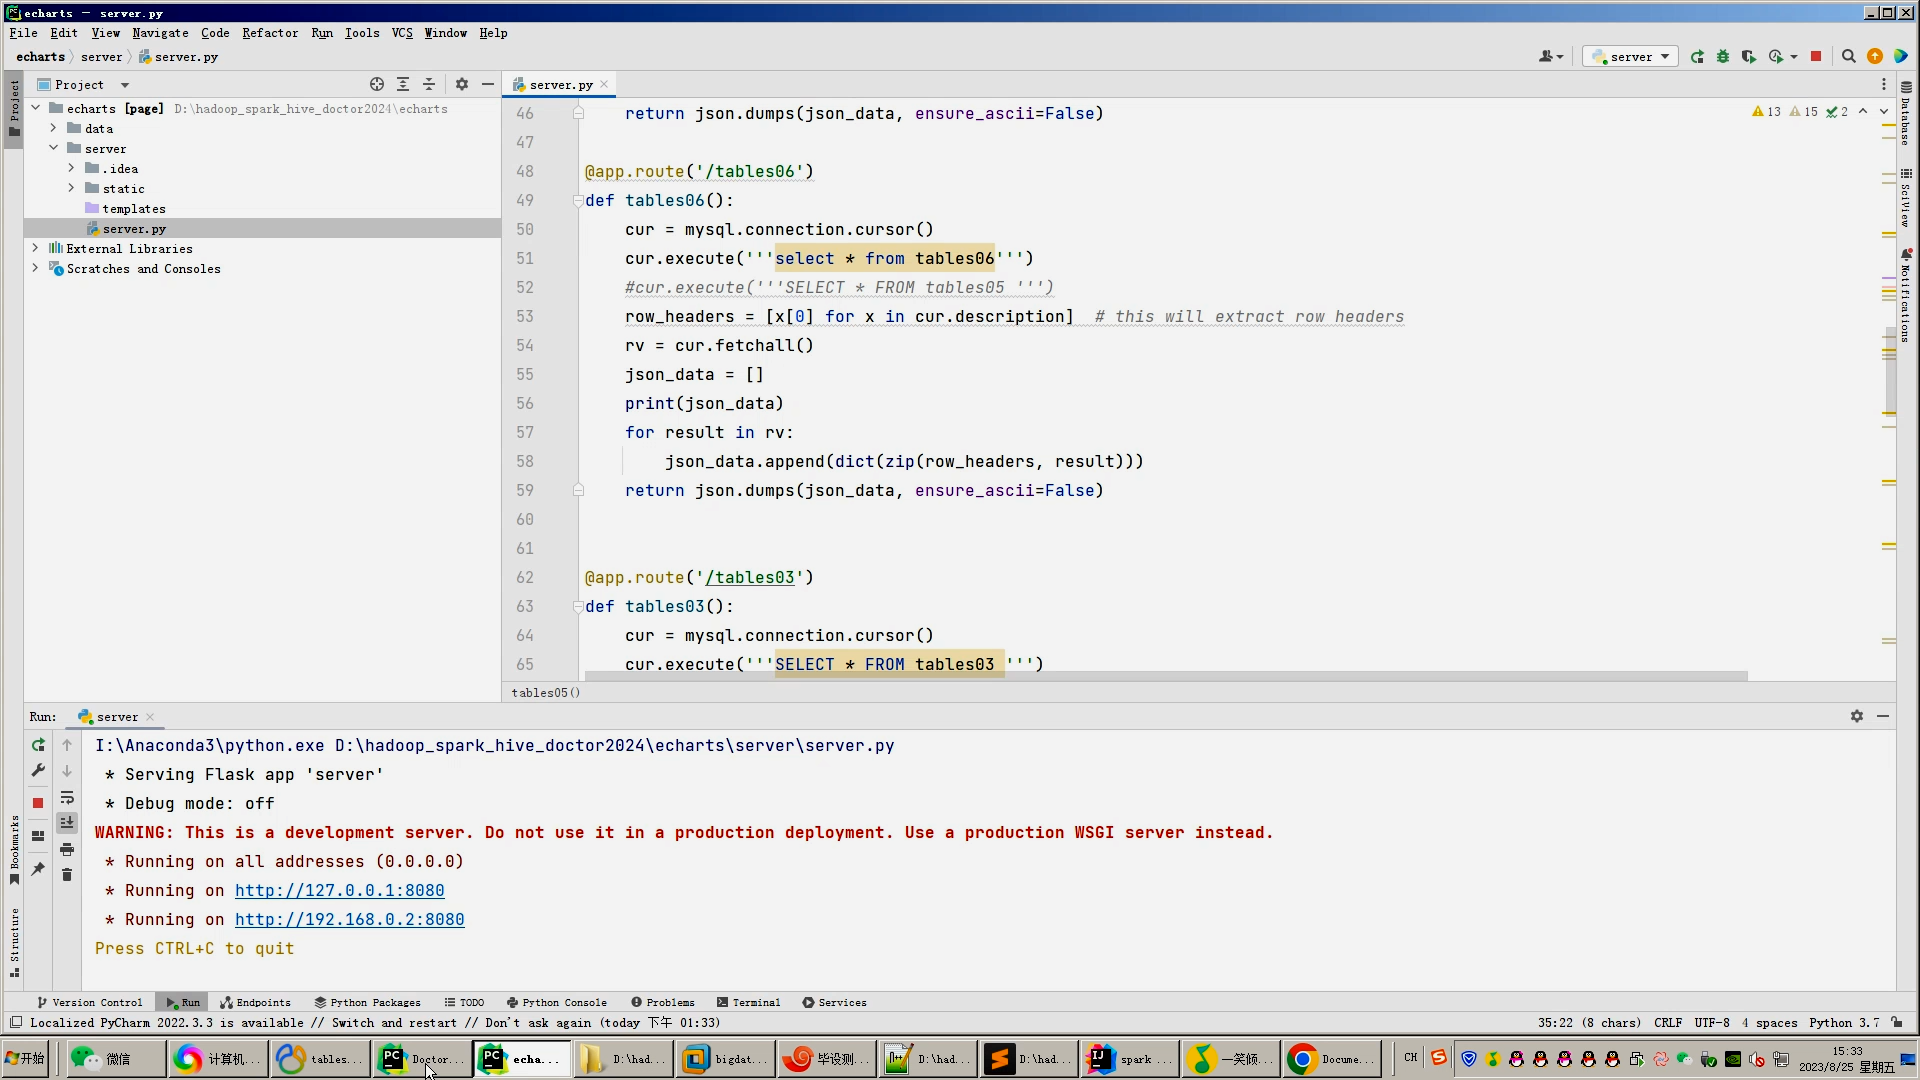 echarts – server.py
File Edit View Navigate Code Refactor Run Tools VCS Window Help
echarts server server.py
server
Project
server.py
echarts [page] D:\hadoop_spark_hive_doctor2024\echarts
data
server
.idea
static
templates
server.py
External Libraries
Scratches and Consoles
13 15 2
46 return json.dumps(json_data, ensure_ascii=False)
47
48 @app.route('/tables06')
49 def tables06():
50 cur = mysql.connection.cursor()
51 cur.execute('''select * from tables06''')
52 #cur.execute('''SELECT * FROM tables05 ''')
53 row_headers = [x[0] for x in cur.description]  # this will extract row headers
54 rv = cur.fetchall()
55 json_data = []
56 print(json_data)
57 for result in rv:
58 json_data.append(dict(zip(row_headers, result)))
59 return json.dumps(json_data, ensure_ascii=False)
60
61
62 @app.route('/tables03')
63 def tables03():
64 cur = mysql.connection.cursor()
65 cur.execute('''SELECT * FROM tables03 ''')
tables05()
Project
Bookmarks
Structure
Database
SciView
Notifications
Run: server
I:\Anaconda3\python.exe D:\hadoop_spark_hive_doctor2024\echarts\server\server.py
* Serving Flask app 'server'
* Debug mode: off
WARNING: This is a development server. Do not use it in a production deployment. Use a production WSGI server instead.
* Running on all addresses (0.0.0.0)
* Running on http://127.0.0.1:8080
* Running on http://192.168.0.2:8080
Press CTRL+C to quit
Version Control Run Endpoints Python Packages TODO Python Console Problems Terminal Services
Localized PyCharm 2022.3.3 is available // Switch and restart // Don't ask again (today 下午 01:33)
35:22 (8 chars) CRLF UTF-8 4 spaces Python 3.7
开始 微信 计算机... tables... Doctor... echa... D:\had... bigdat... 毕设测... D:\had... D:\had... spark ... 一笑倾... Docume... CH
15:33
2023/8/25 星期五